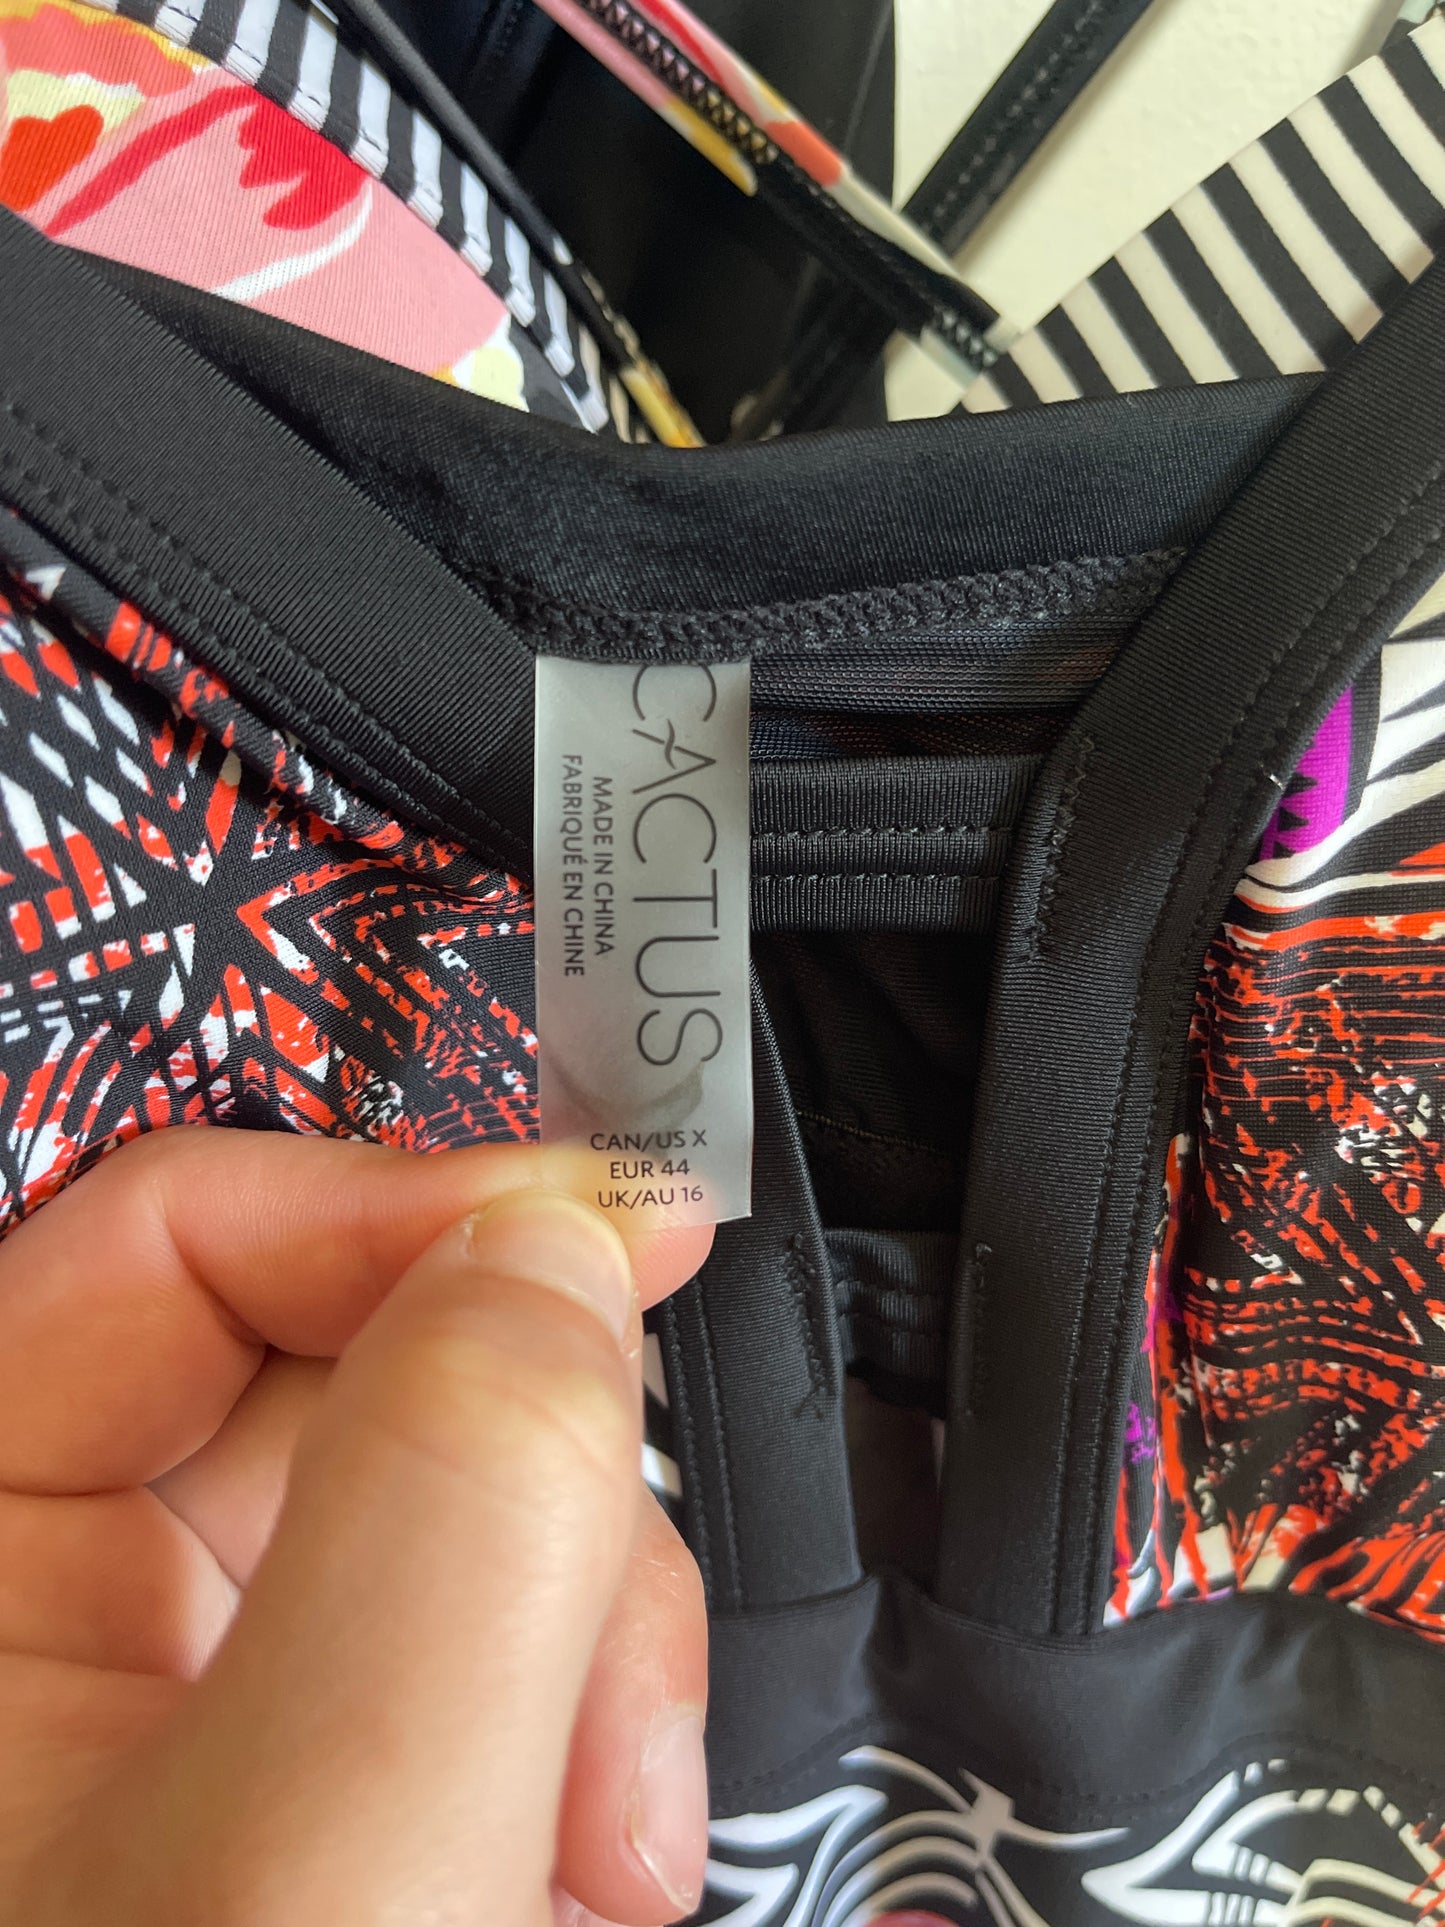 CACTUS
MADE IN CHINA
FABRIQUÉ EN CHINE
CAN/US X
EUR 44
UK/AU 16